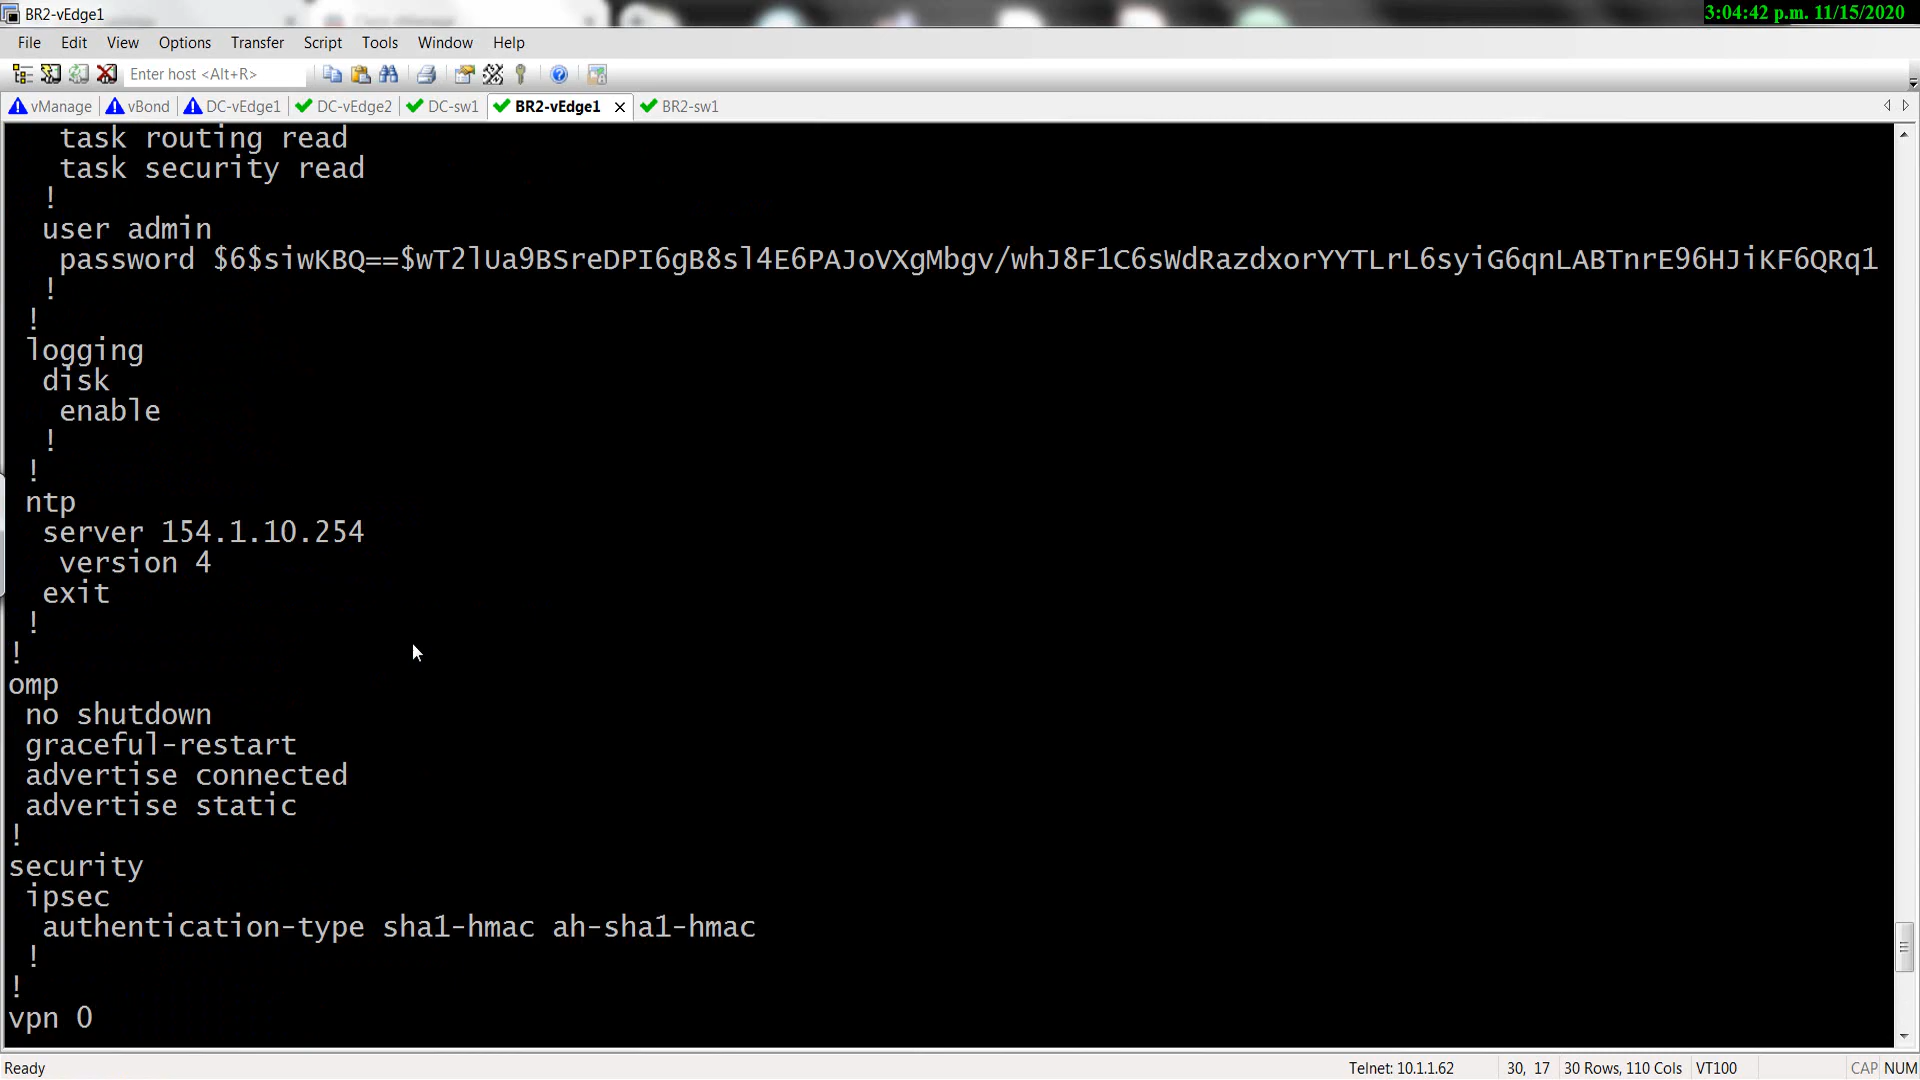 BR2-vEdge1
3:04:42 p.m. 11/15/2020
File Edit View Options Transfer Script Tools Window Help
Enter host <Alt+R>
vManage vBond DC-vEdge1 DC-vEdge2 DC-sw1 BR2-vEdge1 BR2-sw1
task routing read
task security read
!
user admin
password $6$siwKBQ==$wT2lUa9BSreDPI6gB8sl4E6PAJoVXgMbgv/whJ8F1C6sWdRazdxorYYTLrL6syiG6qnLABTnrE96HJiKF6QRq1
!
!
logging
disk
enable
!
!
ntp
server 154.1.10.254
version 4
exit
!
!
omp
no shutdown
graceful-restart
advertise connected
advertise static
!
security
ipsec
authentication-type sha1-hmac ah-sha1-hmac
!
!
vpn 0
Ready Telnet: 10.1.1.62 30, 17 30 Rows, 110 Cols VT100 CAP NUM